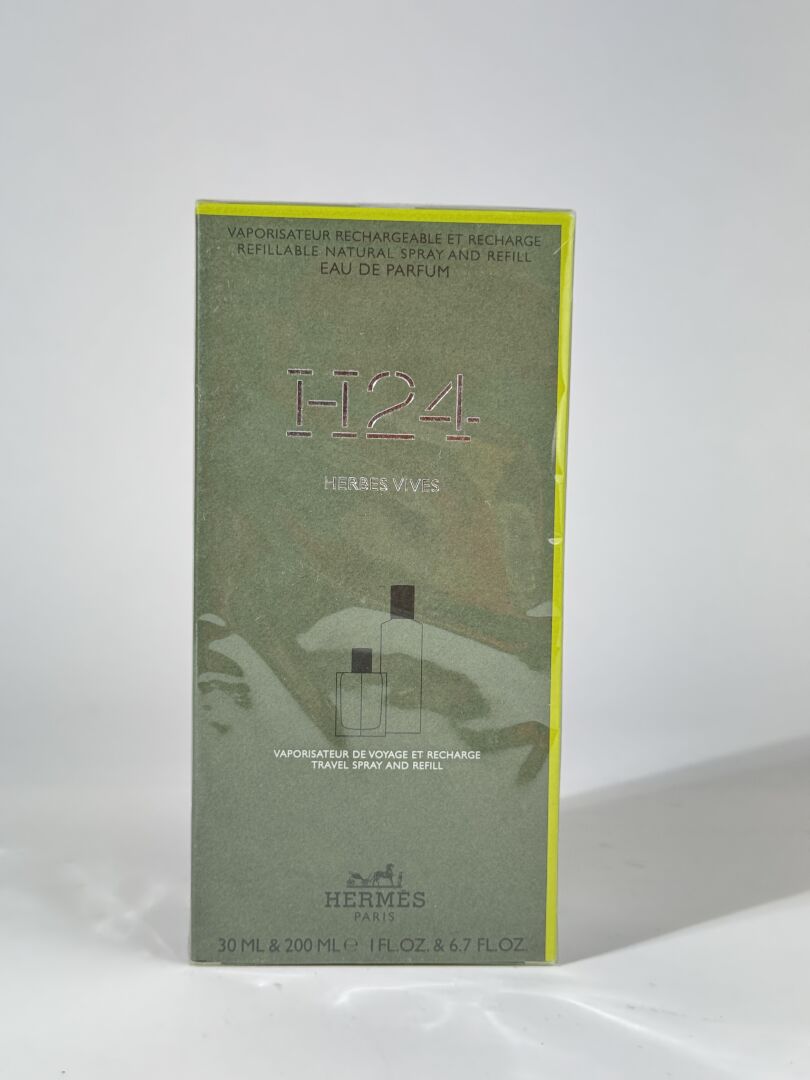 VAPORISATEUR RECHARGEABLE ET RECHARGE
REFILLABLE NATURAL SPRAY AND REFILL
EAU DE PARFUM
H24
HERBES VIVES
VAPORISATEUR DE VOYAGE ET RECHARGE
TRAVEL SPRAY AND REFILL
HERMÈS
PARIS
30 ML & 200 ML ℮ 1 FL.OZ. & 6.7 FL.OZ.